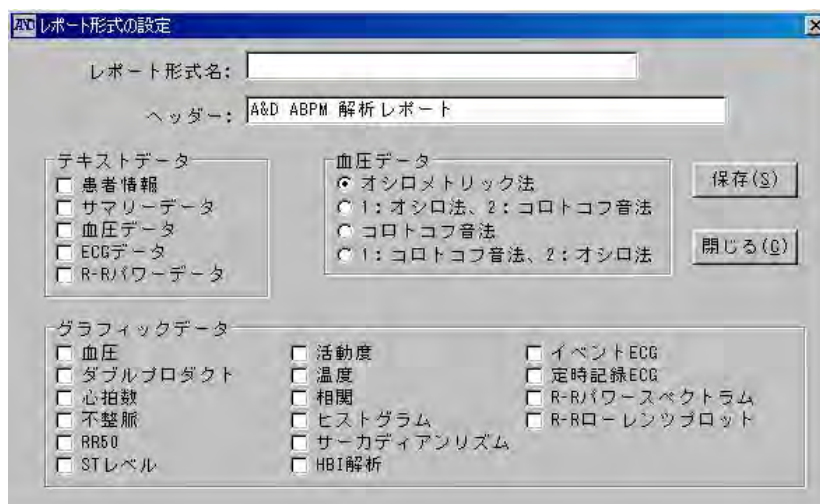 A&D レポート形式の設定
レポート形式名:
ヘッダー: A&D ABPM 解析レポート
テキストデータ
患者情報
サマリーデータ
血圧データ
ECGデータ
R-Rパワーデータ
血圧データ
オシロメトリック法
1:オシロ法、2:コロトコフ音法
コロトコフ音法
1:コロトコフ音法、2:オシロ法
保存(S)
閉じる(C)
グラフィックデータ
血圧
ダブルプロダクト
心拍数
不整脈
RR50
STレベル
活動度
温度
相関
ヒストグラム
サーカディアンリズム
HBI解析
イベントECG
定時記録ECG
R-Rパワースペクトラム
R-Rローレンツプロット